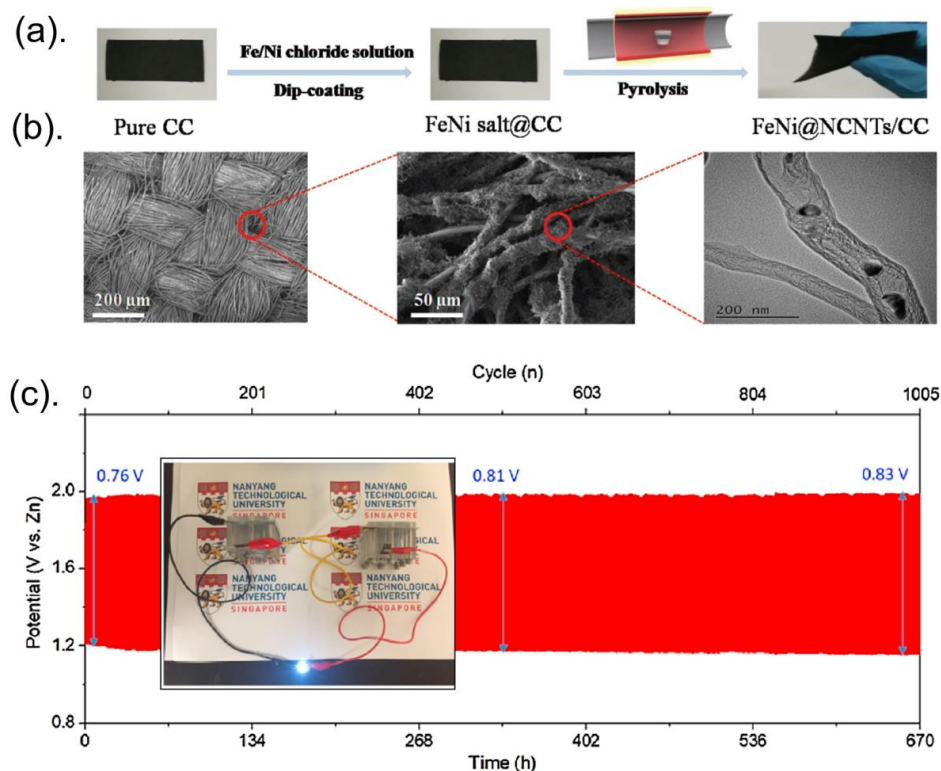 (a).
Fe/Ni chloride solution
Dip-coating
Pyrolysis
Pure CC
FeNi salt@CC
FeNi@NCNTs/CC
(b).
200 μm
50 μm
200 nm
(c).
Cycle (n)
0 201 402 603 804 1005
0.76 V
0.81 V
0.83 V
2.0
1.6
1.2
0.8
Potential (V vs. Zn)
NANYANG
TECHNOLOGICAL
UNIVERSITY
SINGAPORE
NANYANG
TECHNOLOGICAL
UNIVERSITY
SINGAPORE
NANYANG
TECHNOLOGICAL
UNIVERSITY
SINGAPORE
NANYANG
TECHNOLOGICAL
UNIVERSITY
SINGAPORE
0 134 268 402 536 670
Time (h)